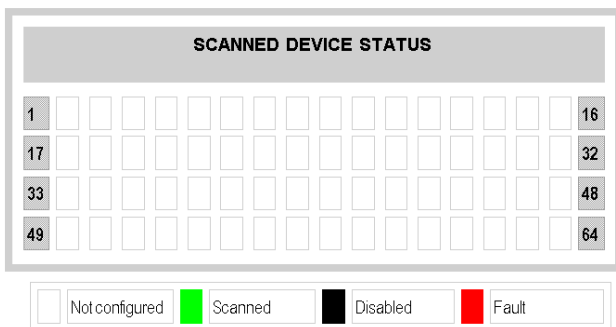 SCANNED DEVICE STATUS
1 16
17 32
33 48
49 64
Not configured Scanned Disabled Fault